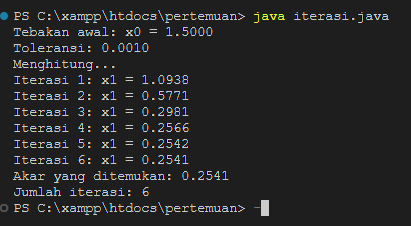 PS C:\xampp\htdocs\pertemuan> java iterasi.java
Tebakan awal: x0 = 1.5000
Toleransi: 0.0010
Menghitung...
Iterasi 1: x1 = 1.0938
Iterasi 2: x1 = 0.5771
Iterasi 3: x1 = 0.2981
Iterasi 4: x1 = 0.2566
Iterasi 5: x1 = 0.2542
Iterasi 6: x1 = 0.2541
Akar yang ditemukan: 0.2541
Jumlah iterasi: 6
PS C:\xampp\htdocs\pertemuan> -